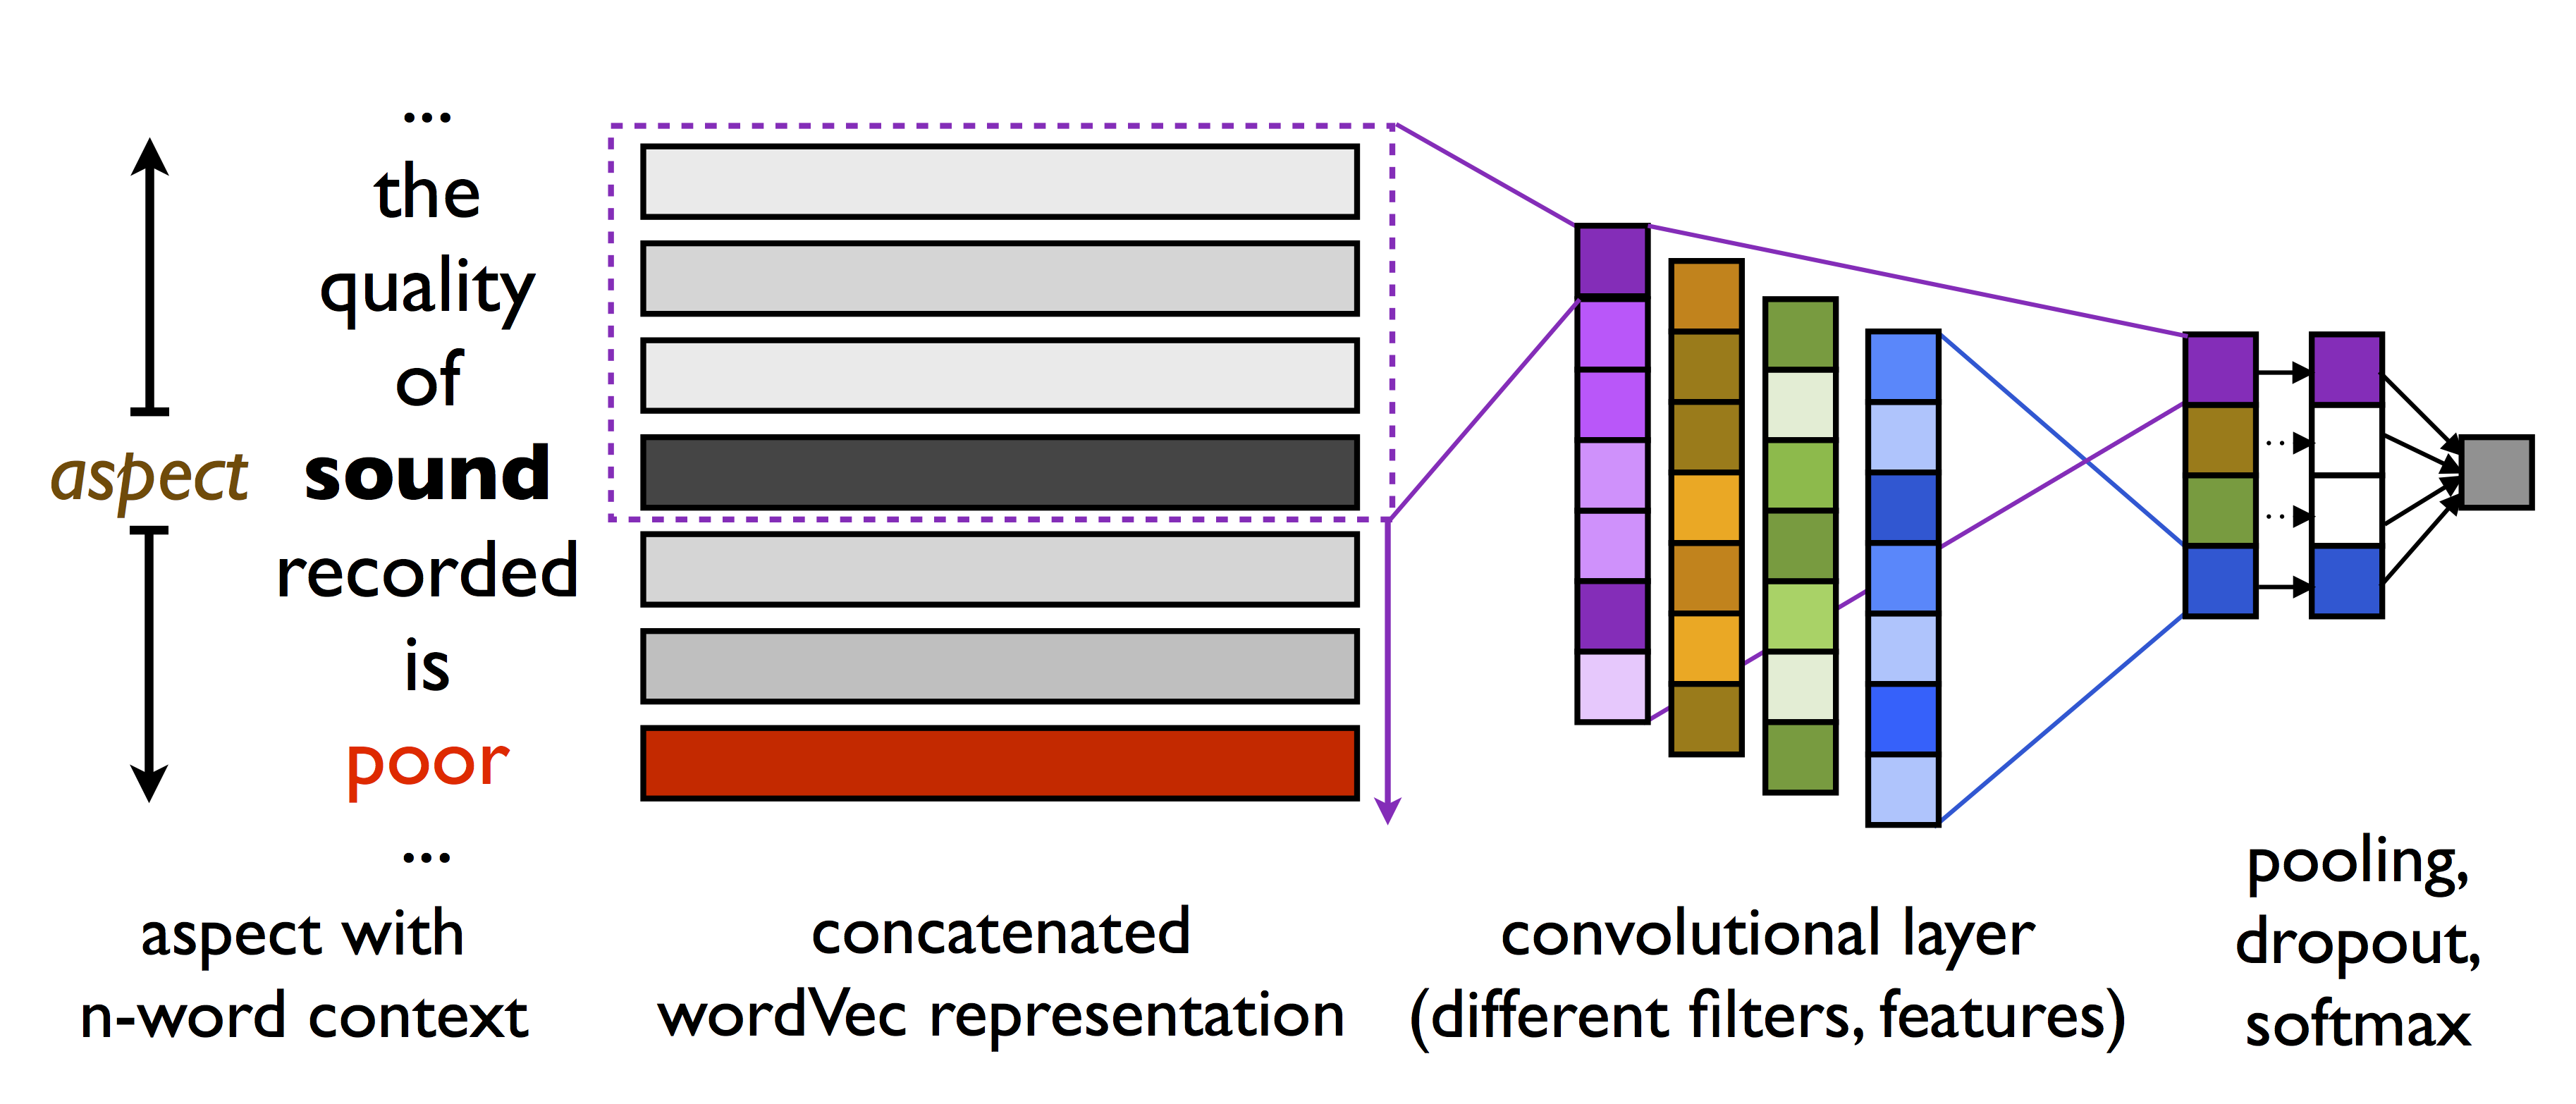 ...
the
quality
of
aspect
sound
recorded
is
poor
...
aspect with
n-word context
concatenated
wordVec representation
convolutional layer
(different filters, features)
pooling,
dropout,
softmax